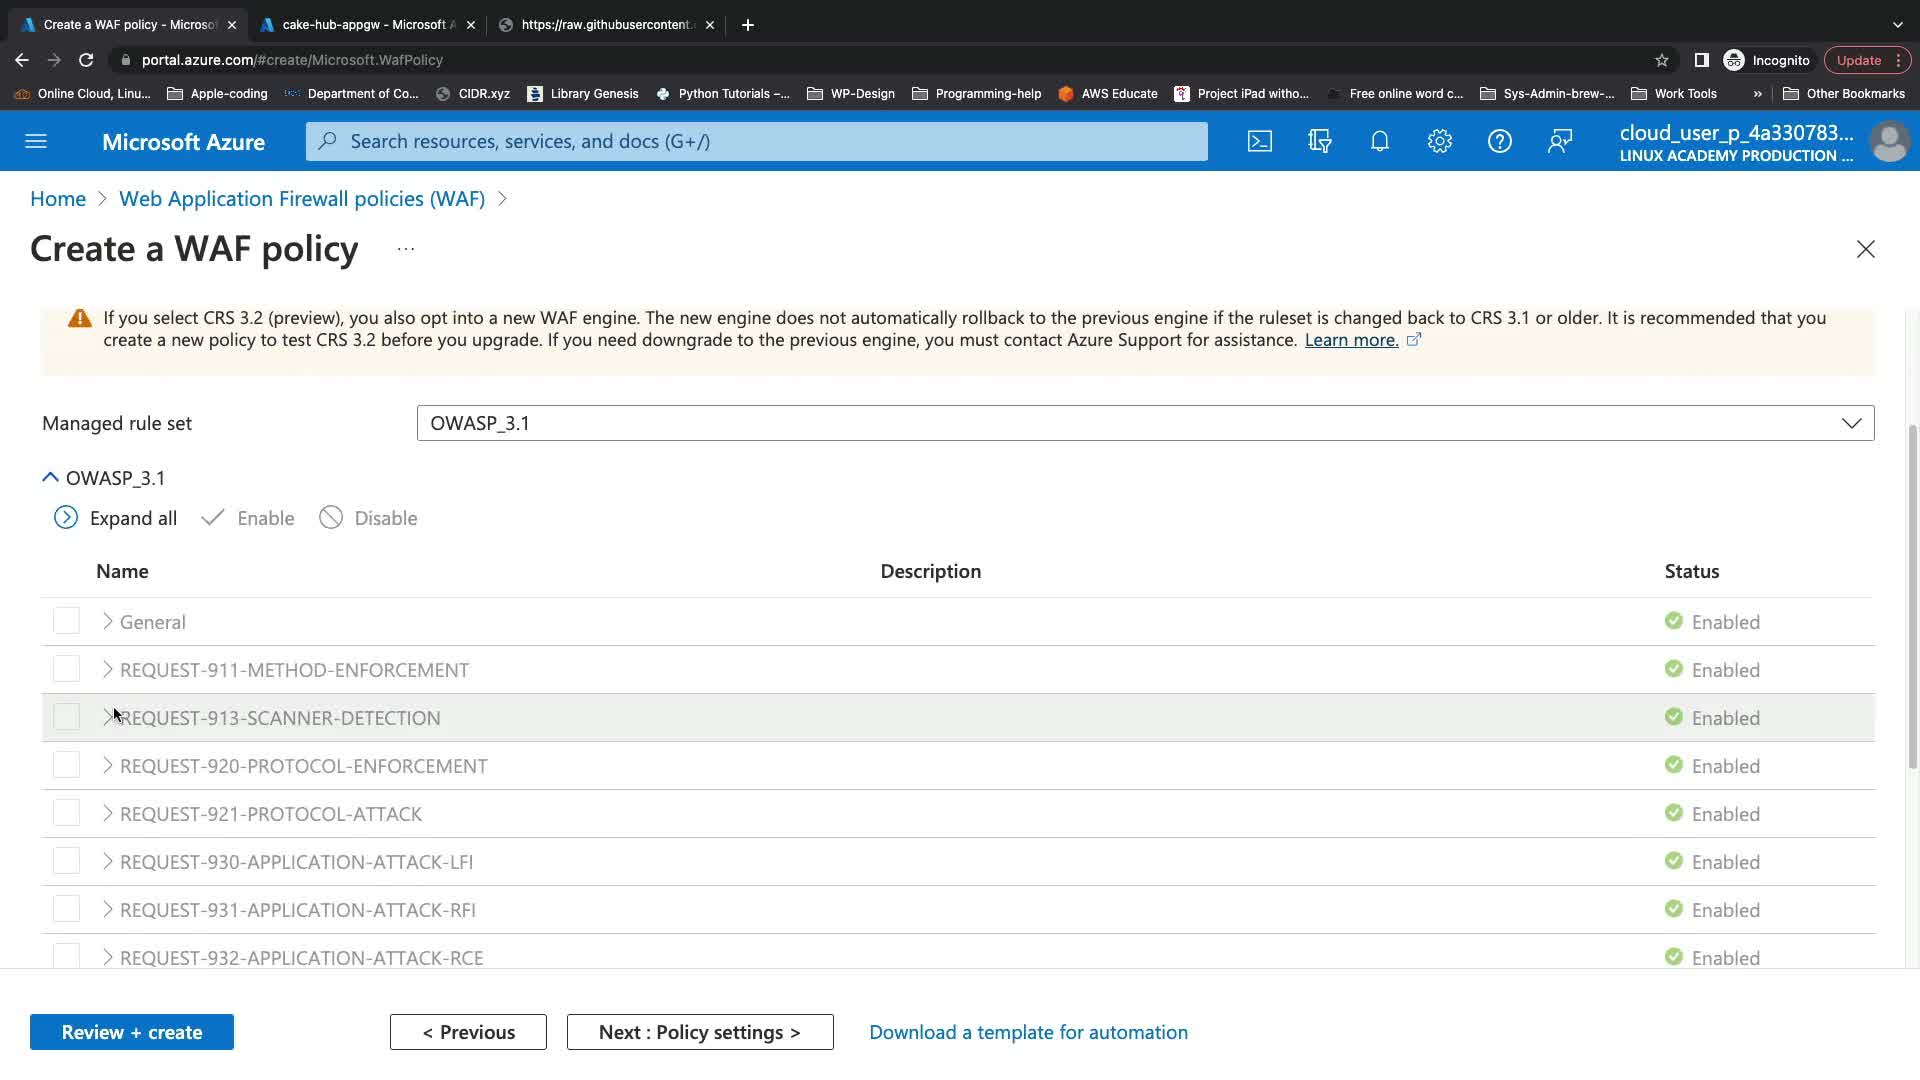 Create a WAF policy - Microso
cake-hub-appgw - Microsoft A
https://raw.githubusercontent.
portal.azure.com/#create/Microsoft.WafPolicy
Incognito
Update
Online Cloud, Linu...
Apple-coding
Department of Co...
CIDR.xyz
Library Genesis
Python Tutorials –...
WP-Design
Programming-help
AWS Educate
Project iPad witho...
Free online word c...
Sys-Admin-brew-...
Work Tools
»
Other Bookmarks
Microsoft Azure
Search resources, services, and docs (G+/)
cloud_user_p_4a330783...
LINUX ACADEMY PRODUCTION ...
Home > Web Application Firewall policies (WAF) >
Create a WAF policy ...
If you select CRS 3.2 (preview), you also opt into a new WAF engine. The new engine does not automatically rollback to the previous engine if the ruleset is changed back to CRS 3.1 or older. It is recommended that you
create a new policy to test CRS 3.2 before you upgrade. If you need downgrade to the previous engine, you must contact Azure Support for assistance. Learn more.
Managed rule set
OWASP_3.1
OWASP_3.1
Expand all
Enable
Disable
Name Description Status
General Enabled
REQUEST-911-METHOD-ENFORCEMENT Enabled
REQUEST-913-SCANNER-DETECTION Enabled
REQUEST-920-PROTOCOL-ENFORCEMENT Enabled
REQUEST-921-PROTOCOL-ATTACK Enabled
REQUEST-930-APPLICATION-ATTACK-LFI Enabled
REQUEST-931-APPLICATION-ATTACK-RFI Enabled
REQUEST-932-APPLICATION-ATTACK-RCE Enabled
Review + create
< Previous
Next : Policy settings >
Download a template for automation